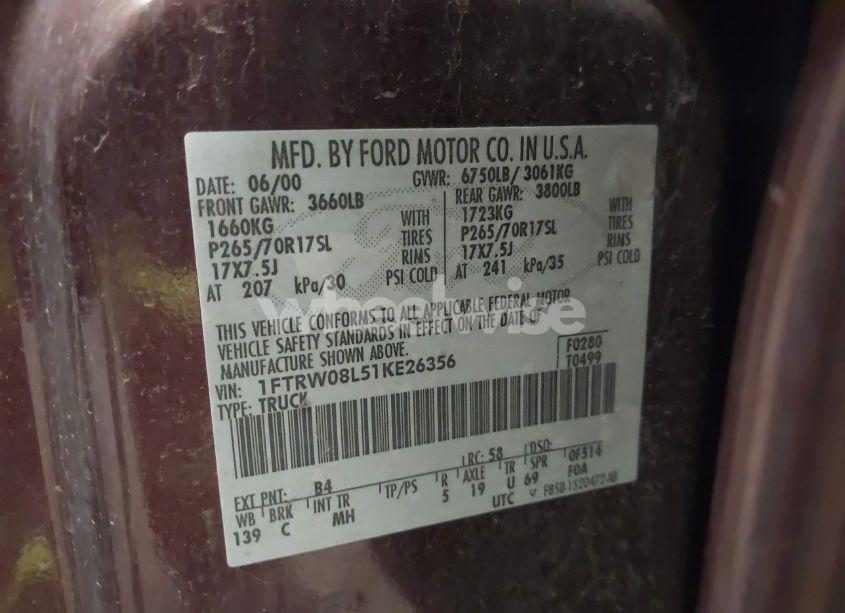 MFD. BY FORD MOTOR CO. IN U.S.A.
DATE: 06/00 GVWR: 6750LB/ 3061KG
FRONT GAWR: 3660LB REAR GAWR: 3800LB
1660KG WITH 1723KG WITH
P265/70R17SL TIRES P265/70R17SL TIRES
17X7.5J RIMS 17X7.5J RIMS
AT 207 kPa/30 PSI COLD AT 241 kPa/35 PSI COLD
wheelwise
THIS VEHICLE CONFORMS TO ALL APPLICABLE FEDERAL MOTOR
VEHICLE SAFETY STANDARDS IN EFFECT ON THE DATE OF
MANUFACTURE SHOWN ABOVE.
F0280
T0499
VIN: 1FTRW08L51KE26356
TYPE: TRUCK
EXT PNT: B4 LRC: 58 DSO:
WB BRK INT TR TP/PS R AXLE TR SPR 0F514
139 C MH 5 19 U 69 F0A
UTC